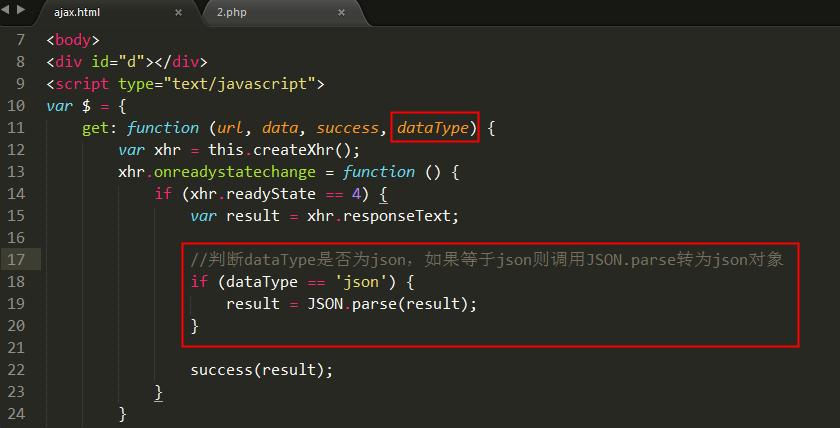 ajax.html × 2.php ×
7 <body>
8 <div id="d"></div>
9 <script type="text/javascript">
10 var $ = {
11 get: function (url, data, success, dataType) {
12 var xhr = this.createXhr();
13 xhr.onreadystatechange = function () {
14 if (xhr.readyState == 4) {
15 var result = xhr.responseText;
16
17 //判断dataType是否为json，如果等于json则调用JSON.parse转为json对象
18 if (dataType == 'json') {
19 result = JSON.parse(result);
20 }
21
22 success(result);
23 }
24 }